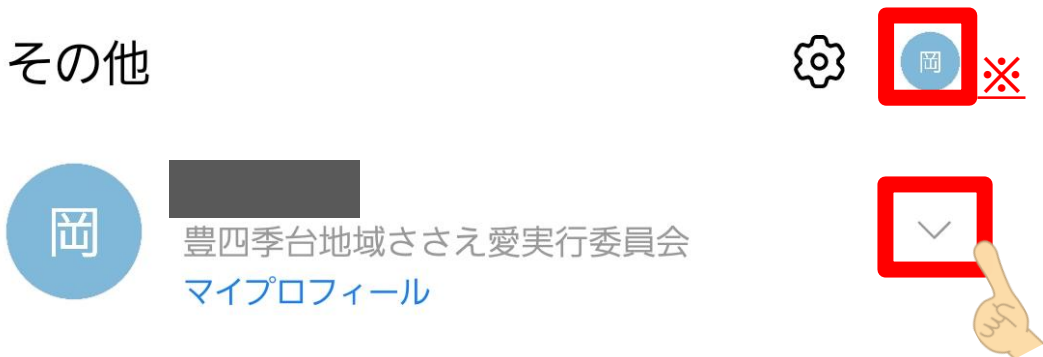 その他
岡
※
岡
豊四季台地域ささえ愛実行委員会
マイプロフィール